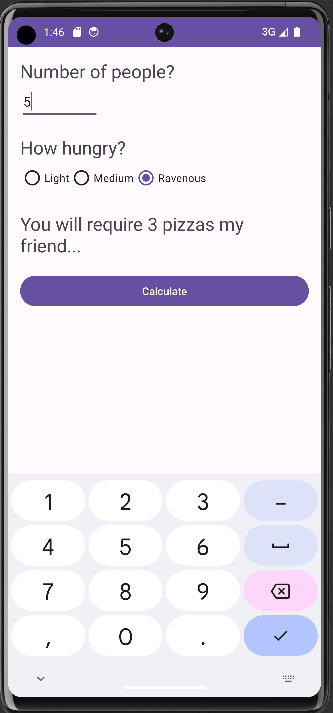 1:46 3G
Number of people?
5
How hungry?
Light Medium Ravenous
You will require 3 pizzas my
friend...
Calculate
1 2 3 –
4 5 6
7 8 9
, 0 .